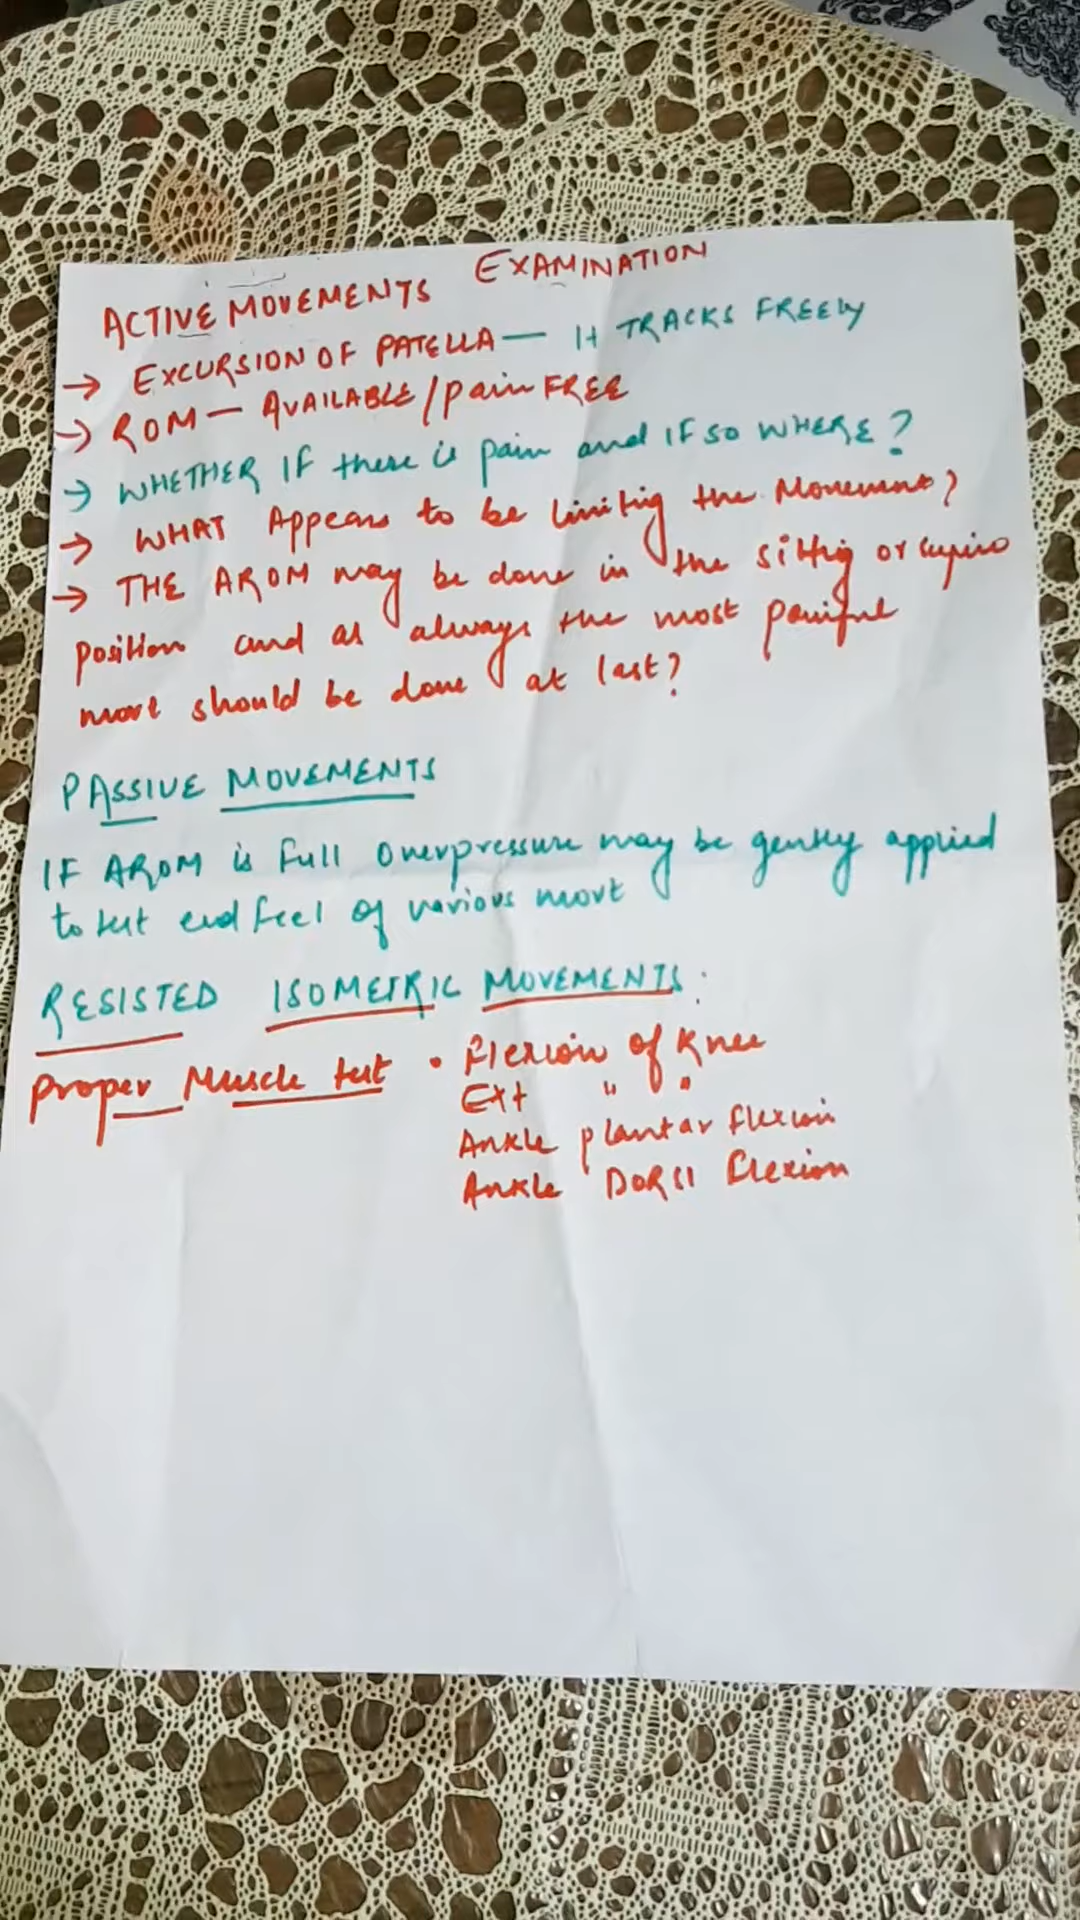 EXAMINATION
ACTIVE MOVEMENTS
→ EXCURSION OF PATELLA — It TRACKS FREELY
→ ROM — AVAILABLE/pain FREE
→ WHETHER IF there is pain and IF SO WHERE?
→ WHAT Appears to be limiting the Movement?
→ THE AROM may be done in the sitting or supine
position and as always the most painful
movt should be done at last?
PASSIVE MOVEMENTS
IF AROM is full overpressure may be gently applied
to test end feel of various movt
RESISTED ISOMETRIC MOVEMENTS:
Proper Muscle test • flexion of Knee
Ext " "
Ankle plantar flexion
Ankle DORSI flexion